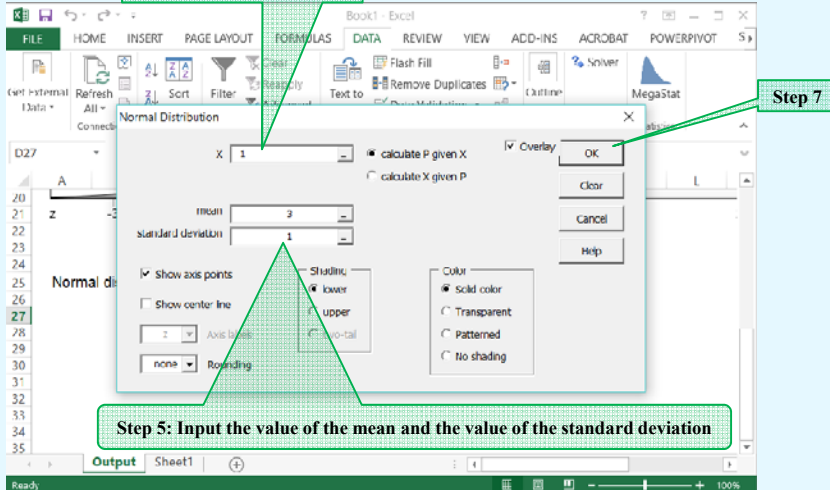 Book1 - Excel
FILE HOME INSERT PAGE LAYOUT FORMULAS DATA REVIEW VIEW ADD-INS ACROBAT POWERPIVOT
Get External Data
Refresh All
Sort
Filter
Clear
Reapply
Text to
Flash Fill
Remove Duplicates
Outline
Solver
MegaStat
Step 7
Normal Distribution
X 1
calculate P given X
calculate X given P
Overlay
OK
Clear
Cancel
Help
mean 3
standard deviation 1
Show axis points
Show center line
z Axis labels
none Rounding
Shading
lower
upper
two-tail
Color
Solid color
Transparent
Patterned
No shading
D27
A
L
20
21 z
22
23
24
25 Normal di
26
27
28
29
30
31
32
33
34
35
Step 5: Input the value of the mean and the value of the standard deviation
Output Sheet1
Ready
100%